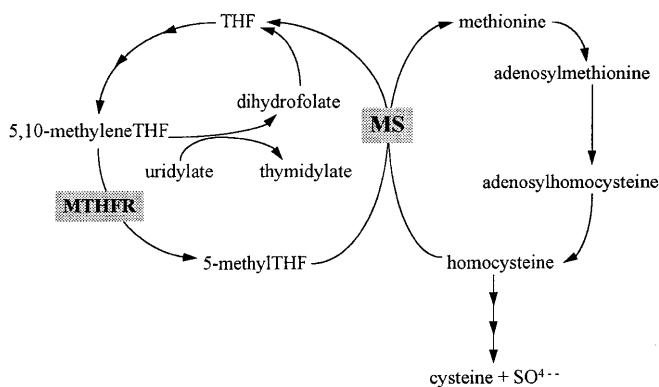 THF
methionine
adenosylmethionine
dihydrofolate
MS
5,10-methyleneTHF
uridylate
thymidylate
adenosylhomocysteine
MTHFR
5-methylTHF
homocysteine
cysteine + SO⁴⁻⁻